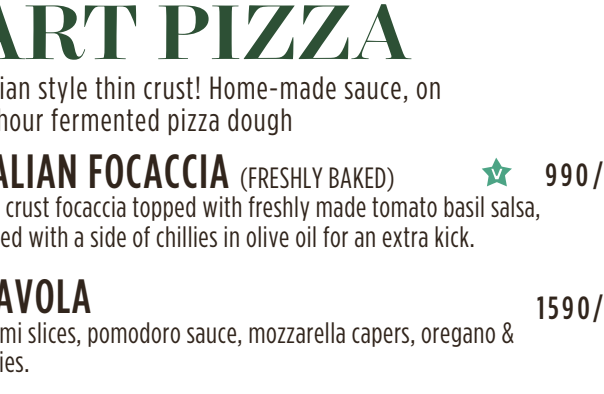 ART PIZZA
ian style thin crust! Home-made sauce, on
hour fermented pizza dough
ALIAN FOCACCIA (FRESHLY BAKED) V 990/
crust focaccia topped with freshly made tomato basil salsa,
ed with a side of chillies in olive oil for an extra kick.
AVOLA 1590/
mi slices, pomodoro sauce, mozzarella capers, oregano &
ies.